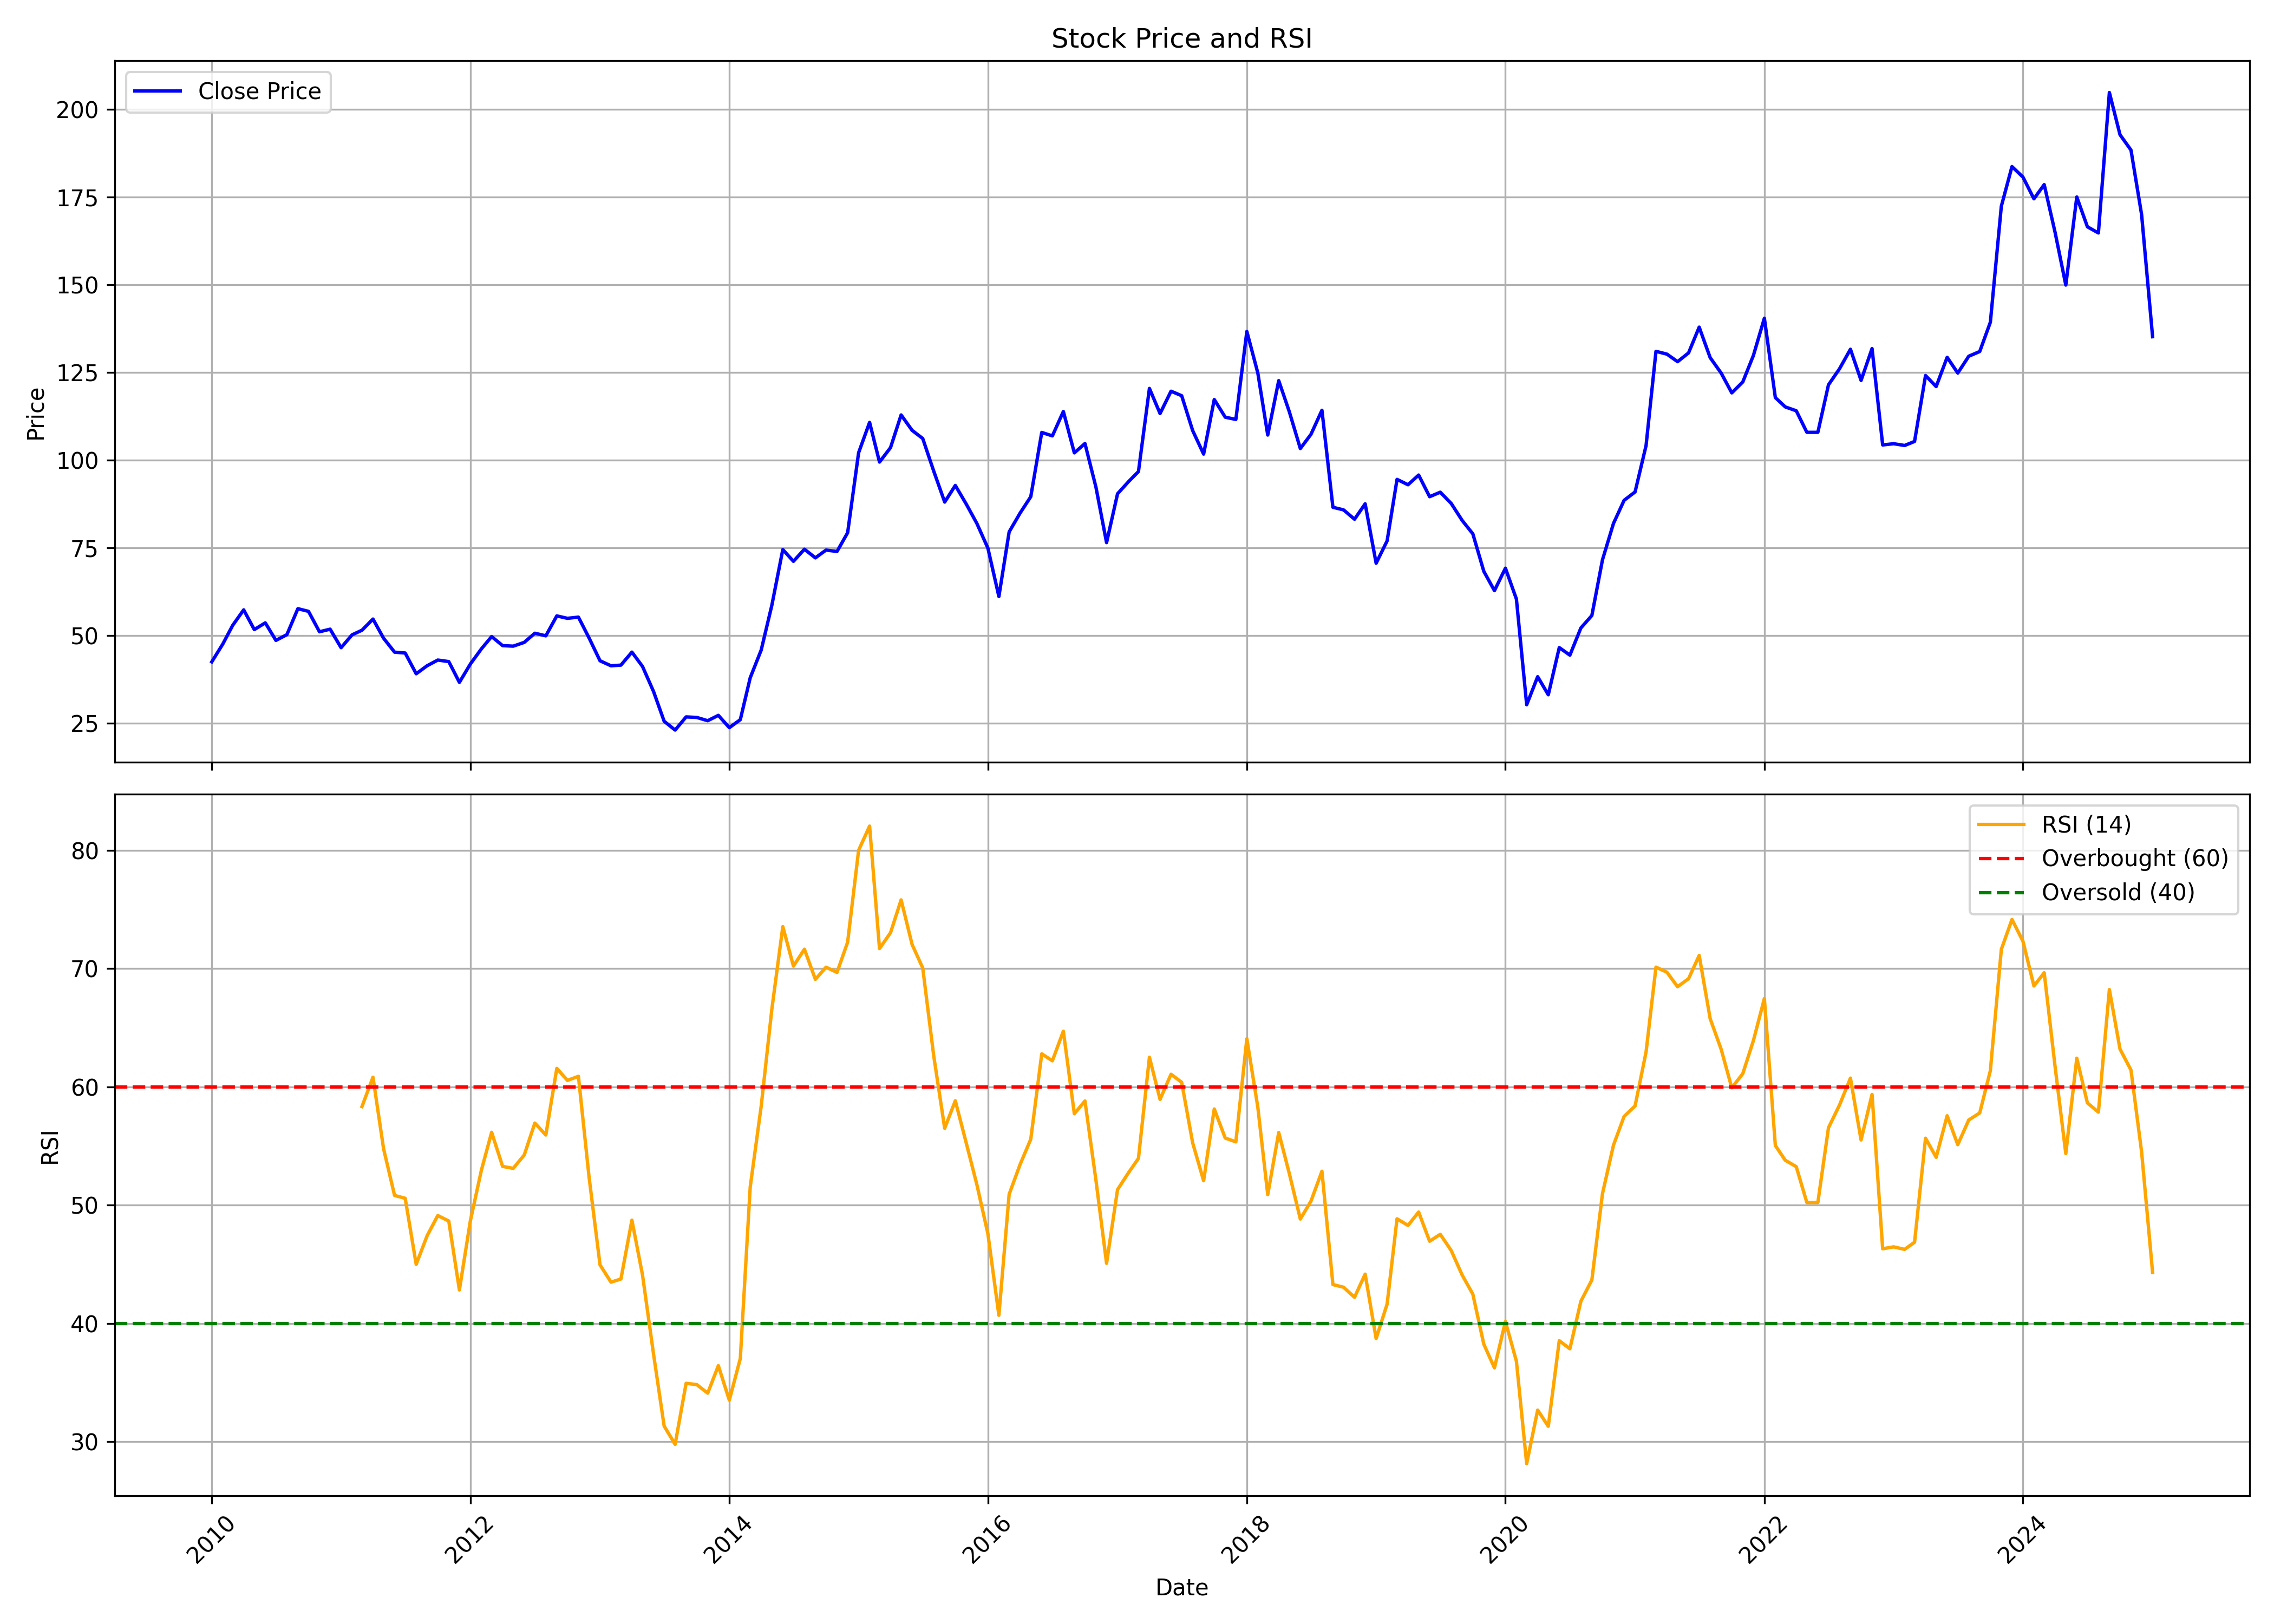 Stock Price and RSI
Close Price
200
175
150
125
100
75
50
25
Price
RSI (14)
Overbought (60)
Oversold (40)
80
70
60
50
40
30
RSI
2010
2012
2014
2016
2018
2020
2022
2024
Date